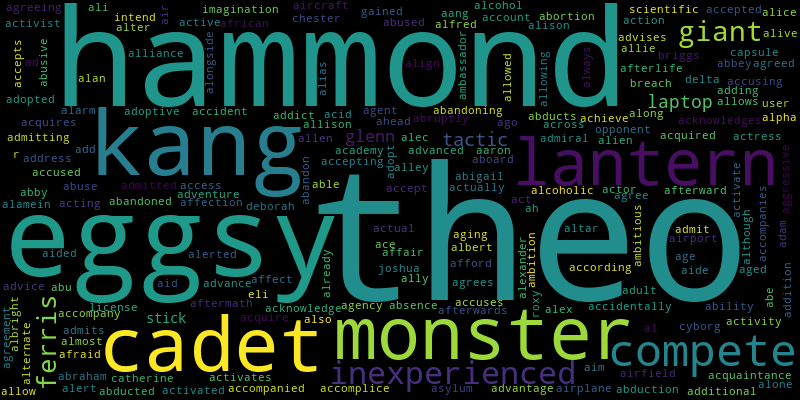 agreeing ali imagination air aircraft alcohol scientific accepted alice
activist intend active african chester gained aang account abortion action giant alive
alter abused alfred alison advises
accepts ad abusive alan alongside alliance hammond alias align ambassador allowed allowing always allie briggs afterlife capsule abbey agreed
adopted breach delta adding accusing
alarm adoptive accident addict acid agent abruptly abandoning laptop allows user
acquires kang allison ahead ago abducts achieve along acknowledges alpha
admitting add allen glenn alec tactic across opponent acquired actress
r address academy advanced aaron admiral alien lantern
accused abandon accepting adopt alley aboard
abby abuse admitted access able accept abigail alcoholic actor afterward activate aggressive
alamein acting abandoned adventure affection deborah actually act agree
eggsy theo actual ah altar ambitious admit although accompanies adam
aided alerted ace affair aging albert alexander ambition according airport
advice abu aid advance affect already joshua ally afford agrees age aide aged addition
license eli aftermath acknowledge agency absence accuses roxy adult abe
agreement albright ferris accompany stick acquire also afterwards alex accidentally ability
alternate admits almost cadet monster al cyborg activity
afraid compete
abraham catherine activates inexperienced aim airfield acquaintance
allow alert abducted activated accompanied accomplice asylum advantage airplane abduction additional alone